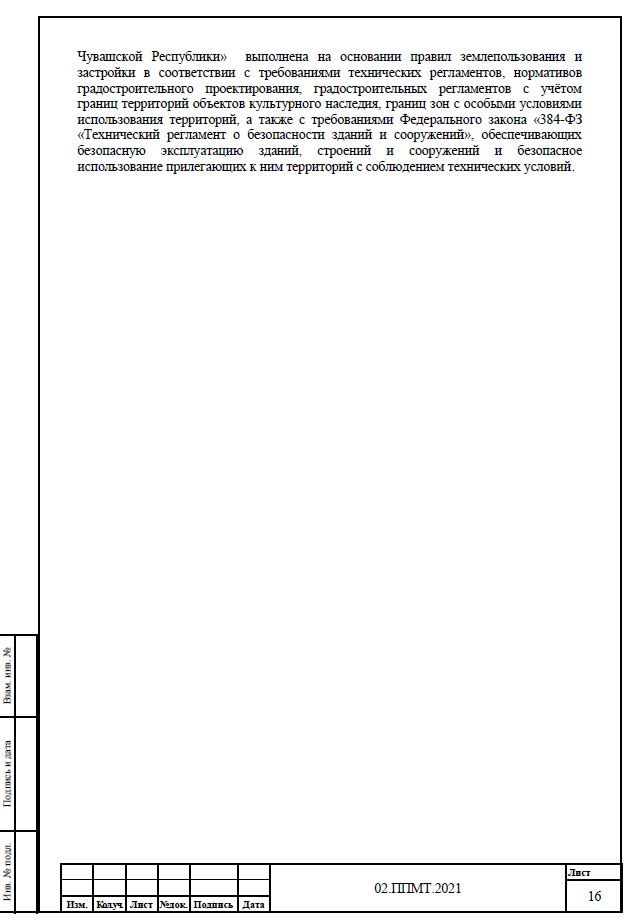 Чувашской Республики»  выполнена на основании правил землепользования и
застройки в соответствии с требованиями технических регламентов, нормативов
градостроительного проектирования, градостроительных регламентов с учётом
границ территорий объектов культурного наследия, границ зон с особыми условиями
использования территорий, а также с требованиями Федерального закона «384-ФЗ
«Технический регламент о безопасности зданий и сооружений», обеспечивающих
безопасную эксплуатацию зданий, строений и сооружений и безопасное
использование прилегающих к ним территорий с соблюдением технических условий.
Взам. инв. №
Подпись и дата
Инв. № подл.
02.ППМТ.2021
Лист
16
Изм. Колуч Лист №док. Подпись Дата